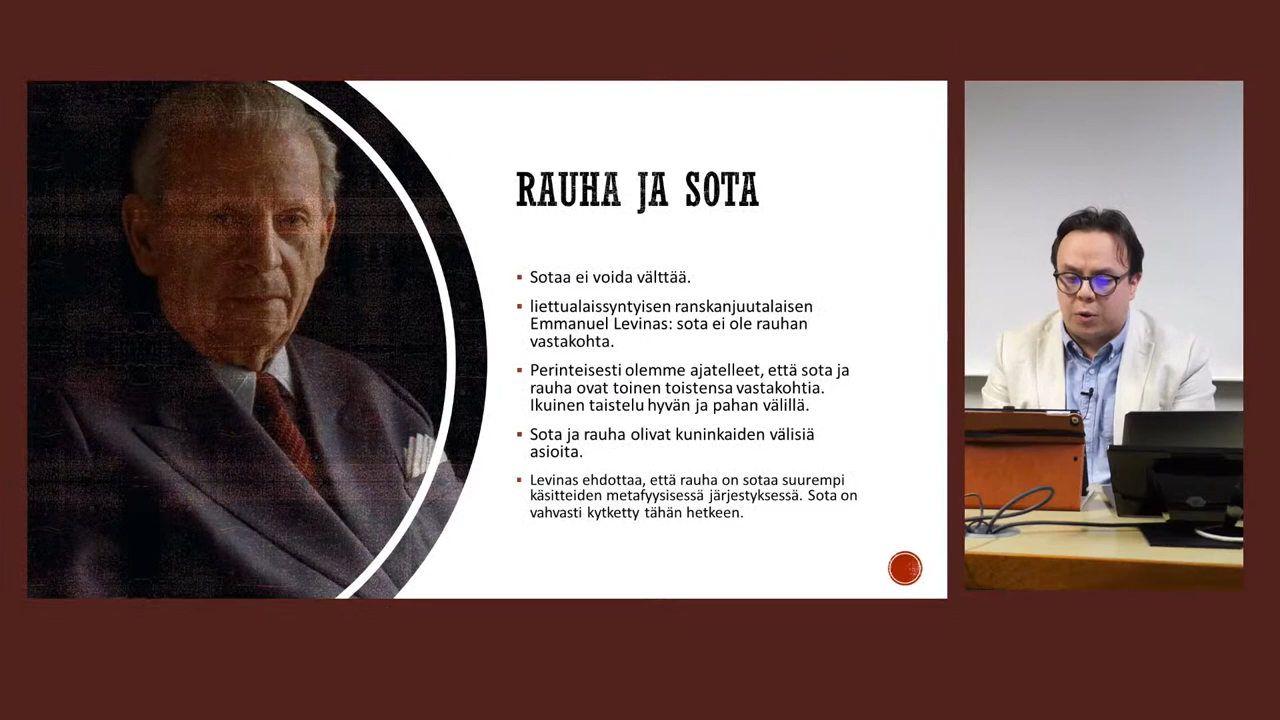 RAUHA JA SOTA
Sotaa ei voida välttää.
liettualaissyntyisen ranskanjuutalaisen
Emmanuel Levinas: sota ei ole rauhan
vastakohta.
Perinteisesti olemme ajatelleet, että sota ja
rauha ovat toinen toistensa vastakohtia.
Ikuinen taistelu hyvän ja pahan välillä.
Sota ja rauha olivat kuninkaiden välisiä
asioita.
Levinas ehdottaa, että rauha on sotaa suurempi
käsitteiden metafyysisessä järjestyksessä. Sota on
vahvasti kytketty tähän hetkeen.